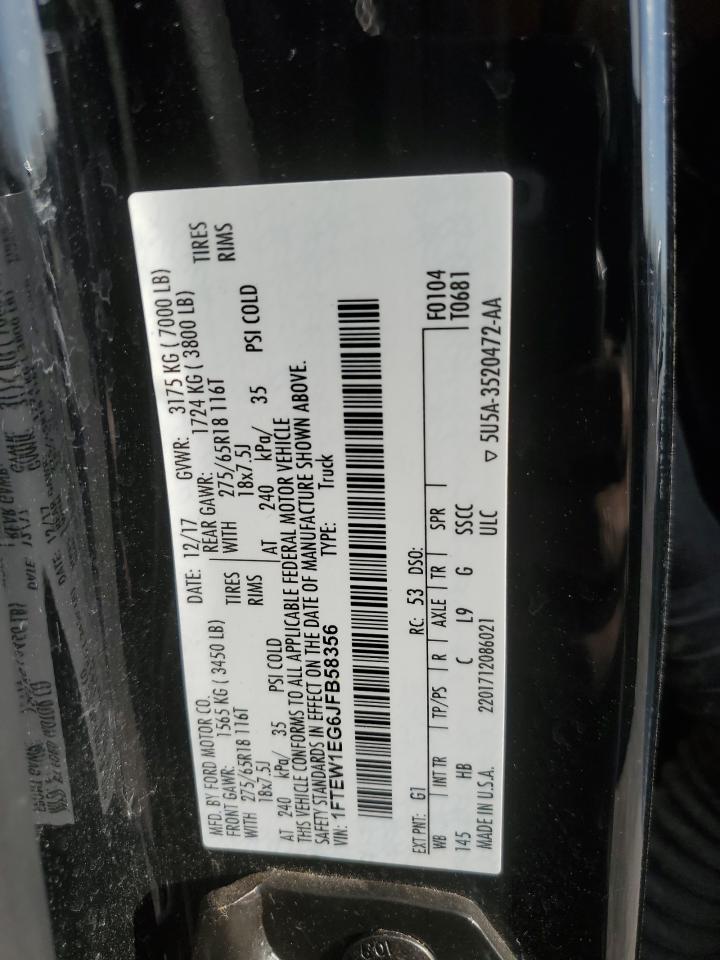 MFD. BY FORD MOTOR CO.
DATE: 12/17 GVWR: 3175 KG ( 7000 LB)
FRONT GAWR: 1565 KG ( 3450 LB)
REAR GAWR: 1724 KG ( 3800 LB)
WITH 275/65R18 116T TIRES
WITH 275/65R18 116T TIRES
18x7.5J RIMS
18x7.5J RIMS
AT 240 kPa/ 35 PSI COLD
AT 240 kPa/ 35 PSI COLD
THIS VEHICLE CONFORMS TO ALL APPLICABLE FEDERAL MOTOR VEHICLE
SAFETY STANDARDS IN EFFECT ON THE DATE OF MANUFACTURE SHOWN ABOVE.
VIN: 1FTEW1EG6JFB58356 TYPE: Truck
F0104
T0681
EXT PNT: G1 RC: 53 DSO:
WB INT TR TP/PS R AXLE TR SPR
145 HB C L9 G SSCC
2201712086021 ULC
MADE IN U.S.A. ▽ 5U5A-3520472-AA